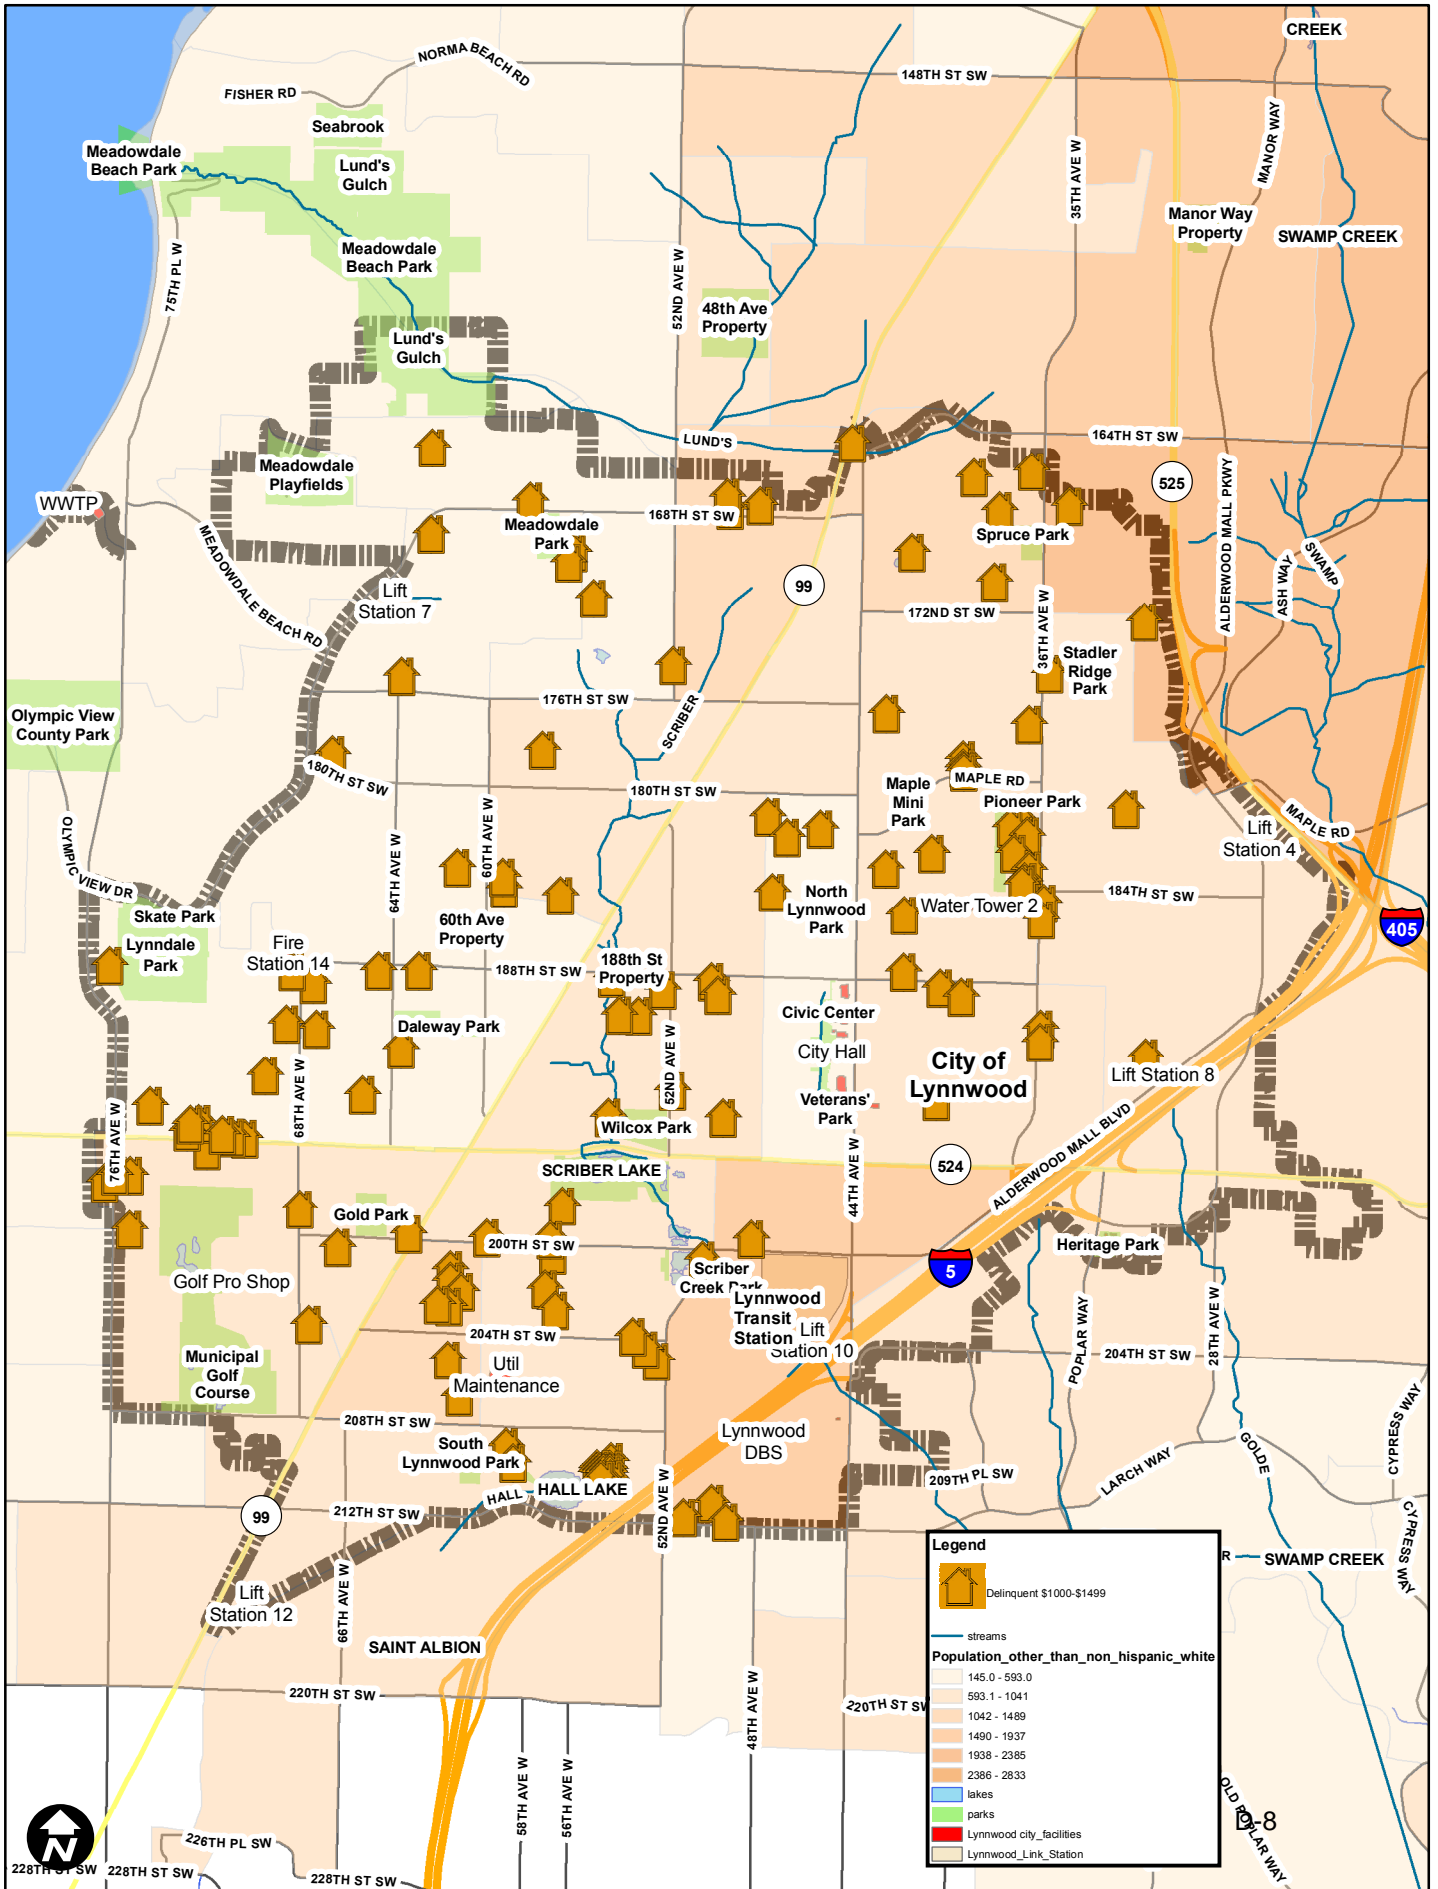 CREEK
NORMA BEACH RD
148TH ST SW
FISHER RD
Seabrook
MANOR WAY
Meadowdale
Beach Park
Lund's
Gulch
35TH AVE W
Manor Way
Property
SWAMP CREEK
Meadowdale
Beach Park
75TH PL W
52ND AVE W
48th Ave
Property
Lund's
Gulch
LUND'S
164TH ST SW
Meadowdale
Playfields
525
ALDERWOOD MALL PKWY
WWTP
168TH ST SW
Meadowdale
Park
Spruce Park
MEADOWDALE BEACH RD
SWAMP
ASH WAY
99
Lift
Station 7
172ND ST SW
36TH AVE W
Stadler
Ridge
Park
176TH ST SW
SCRIBER
Olympic View
County Park
180TH ST SW
180TH ST SW
MAPLE RD
Maple
Mini
Park
Pioneer Park
MAPLE RD
Lift
Station 4
OLYMPIC VIEW DR
64TH AVE W
60TH AVE W
184TH ST SW
North
Lynnwood
Park
Water Tower 2
Skate Park
60th Ave
Property
405
Lynndale
Park
Fire
Station 14
188TH ST SW
188th St
Property
Civic Center
Daleway Park
City Hall
52ND AVE W
City of
Lynnwood
Lift Station 8
68TH AVE W
76TH AVE W
Veterans'
Park
Wilcox Park
ALDERWOOD MALL BLVD
SCRIBER LAKE
524
44TH AVE W
Gold Park
200TH ST SW
Heritage Park
5
Golf Pro Shop
Scriber
Creek Park
Lynnwood
Transit
Station
Lift
Station 10
204TH ST SW
POPLAR WAY
28TH AVE W
204TH ST SW
Municipal
Golf
Course
Util
Maintenance
CYPRESS WAY
208TH ST SW
Lynnwood
DBS
South
Lynnwood Park
GOLDE
LARCH WAY
209TH PL SW
HALL LAKE
HALL
212TH ST SW
99
52ND AVE W
CYPRESS WAY
Legend
R
SWAMP CREEK
Delinquent $1000-$1499
Lift
Station 12
66TH AVE W
streams
SAINT ALBION
Population_other_than_non_hispanic_white
145.0 - 593.0
593.1 - 1041
1042 - 1489
1490 - 1937
1938 - 2385
2386 - 2833
lakes
parks
Lynnwood city_facilities
Lynnwood_Link_Station
220TH ST SW
220TH ST SW
48TH AVE W
58TH AVE W
56TH AVE W
OLD POPLAR WAY
D-8
N
226TH PL SW
228TH ST SW
228TH ST SW
228TH ST SW